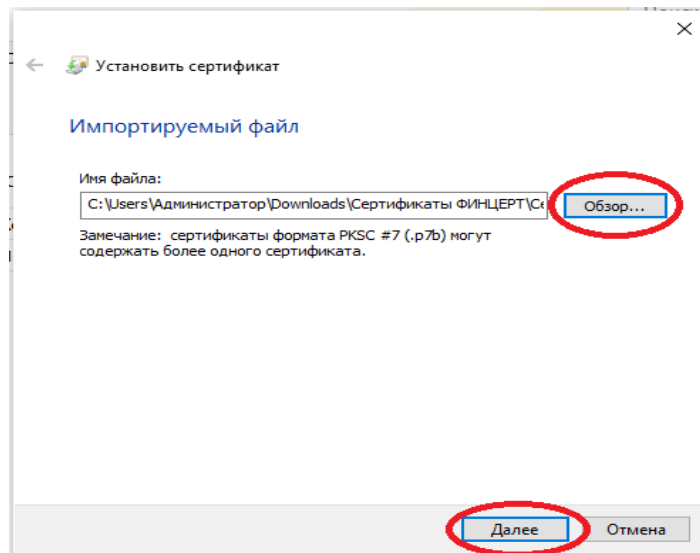 Установить сертификат
Импортируемый файл
Имя файла:
C:\Users\Администратор\Downloads\Сертификаты ФИНЦЕРТ\Се
Обзор...
Замечание: сертификаты формата PKSC #7 (.p7b) могут
содержать более одного сертификата.
Далее
Отмена